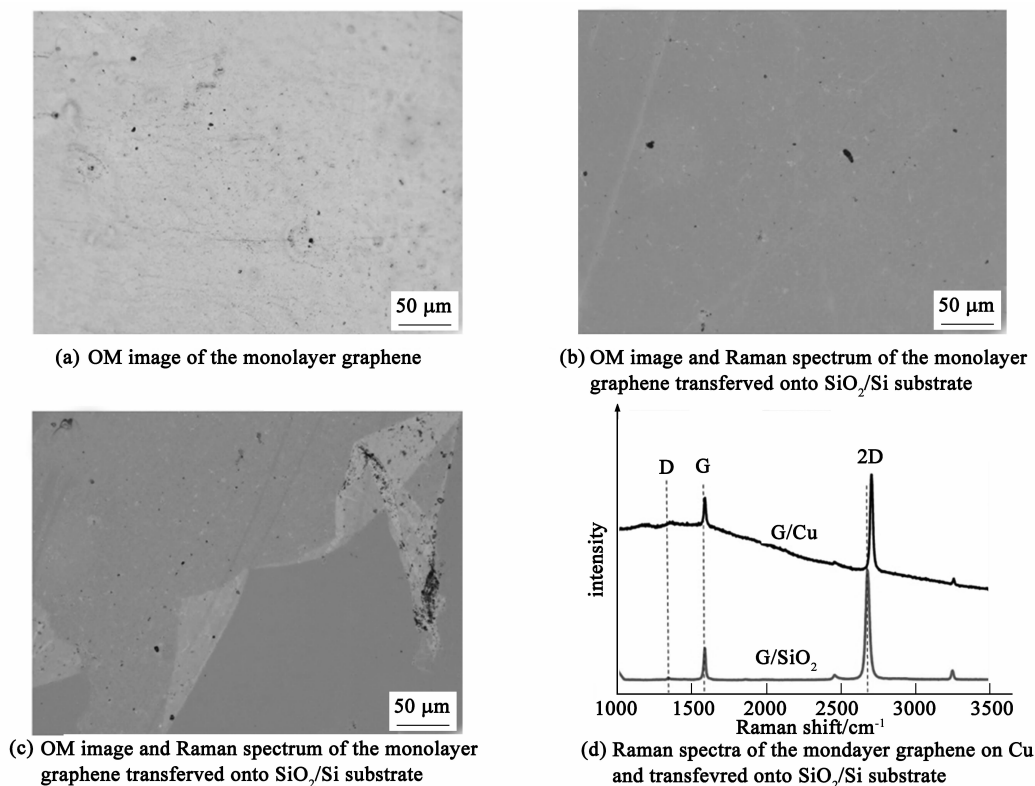 50 μm
50 μm
(a) OM image of the monolayer graphene
(b) OM image and Raman spectrum of the monolayer
graphene transferved onto SiO₂/Si substrate
50 μm
(c) OM image and Raman spectrum of the monolayer
graphene transferved onto SiO₂/Si substrate
intensity
D
G
2D
G/Cu
G/SiO₂
1000
1500
2000
2500
3000
3500
Raman shift/cm⁻¹
(d) Raman spectra of the mondayer graphene on Cu
and transfevred onto SiO₂/Si substrate